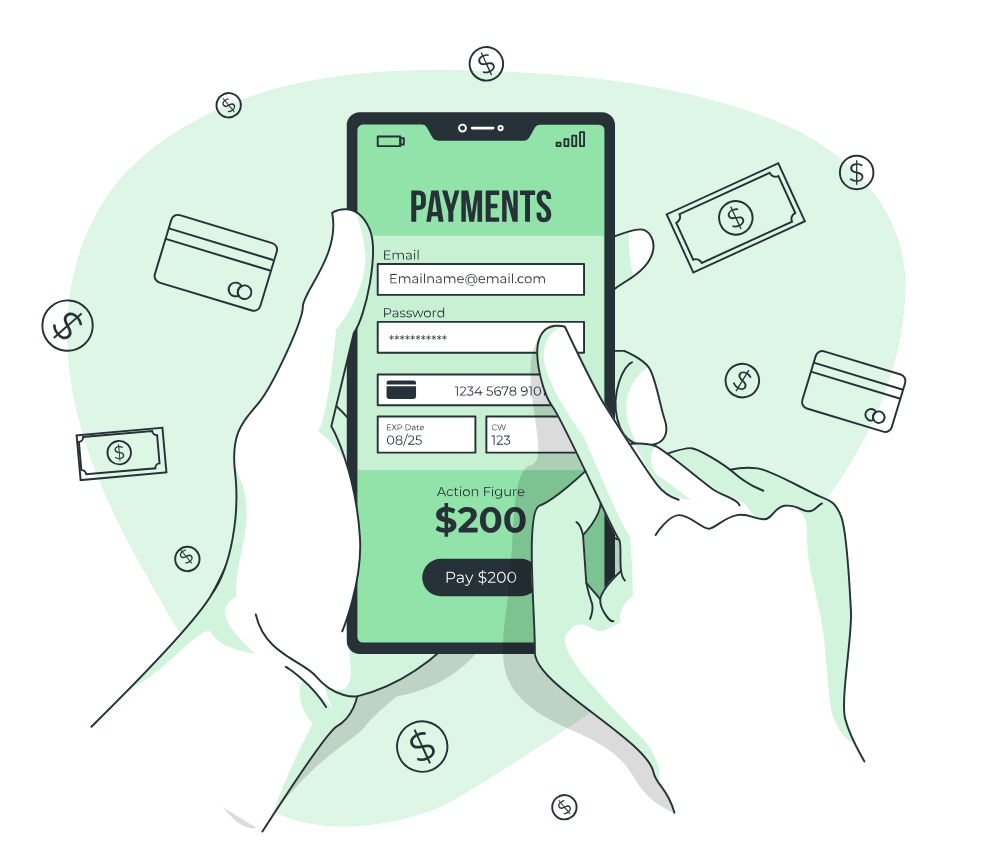 PAYMENTS
Email
Emailname@email.com
Password
***********
1234 5678 910
EXP Date
08/25
CW
123
Action Figure
$200
Pay $200